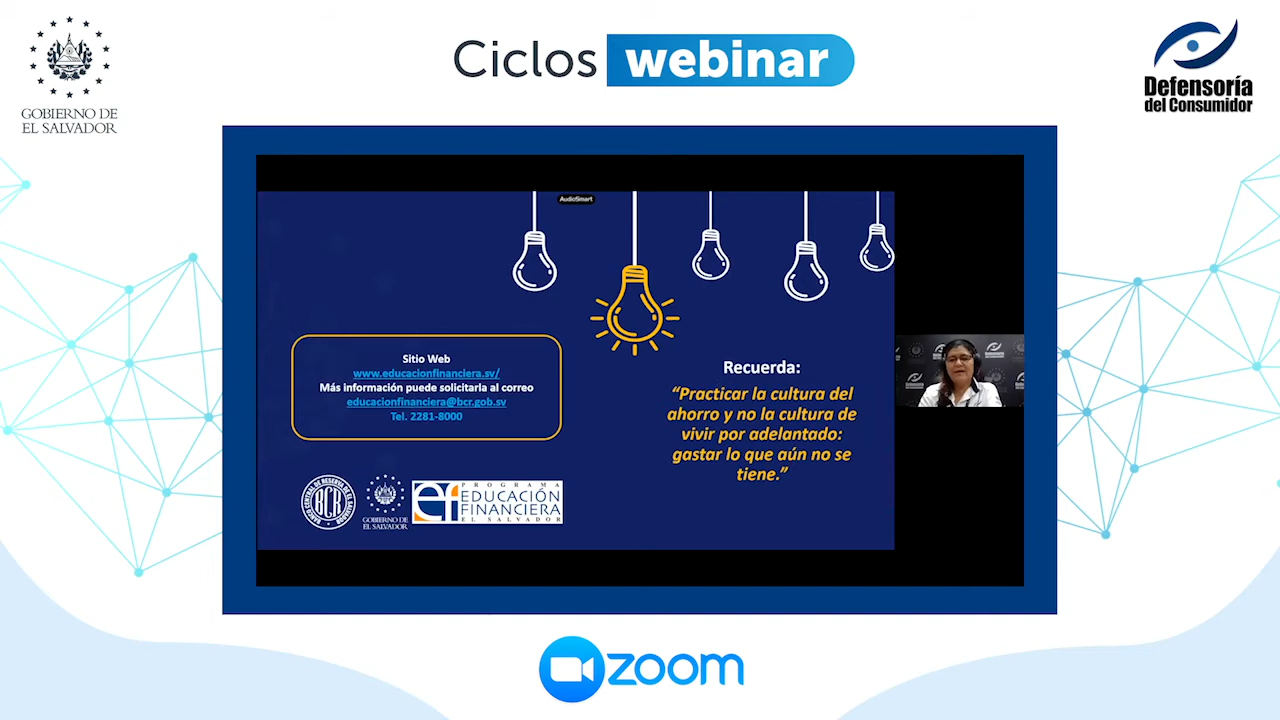 GOBIERNO DE
EL SALVADOR
Ciclos webinar
Defensoría
del Consumidor
AudioSmart
Sitio Web
www.educacionfinanciera.sv/
Más información puede solicitarla al correo
educacionfinanciera@bcr.gob.sv
Tel. 2281-8000
Recuerda:
“Practicar la cultura del
ahorro y no la cultura de
vivir por adelantado:
gastar lo que aún no se
tiene.”
BCR
GOBIERNO DE
EL SALVADOR
ef
PROGRAMA
EDUCACIÓN
FINANCIERA
EL SALVADOR
zoom